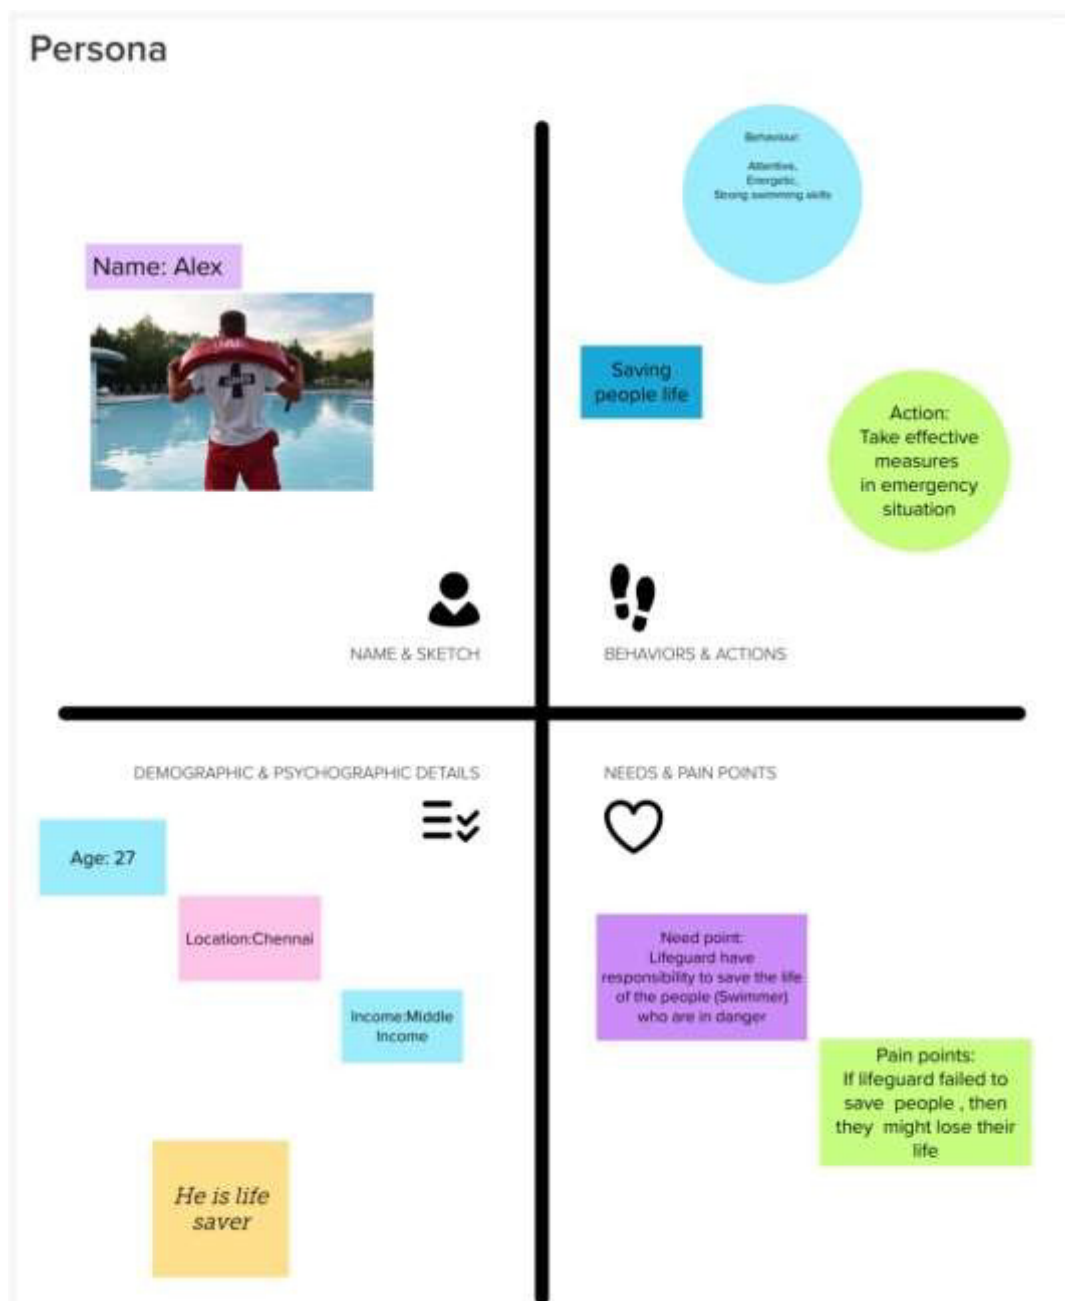 Persona
Name: Alex
NAME & SKETCH
Behaviour:
Attentive,
Energetic,
Strong swimming skills
Saving
people life
Action:
Take effective
measures
in emergency
situation
BEHAVIORS & ACTIONS
DEMOGRAPHIC & PSYCHOGRAPHIC DETAILS
Age: 27
Location:Chennai
Income:Middle
Income
He is life
saver
NEEDS & PAIN POINTS
Need point:
Lifeguard have
responsibility to save the life
of the people (Swimmer)
who are in danger
Pain points:
If lifeguard failed to
save people , then
they might lose their
life